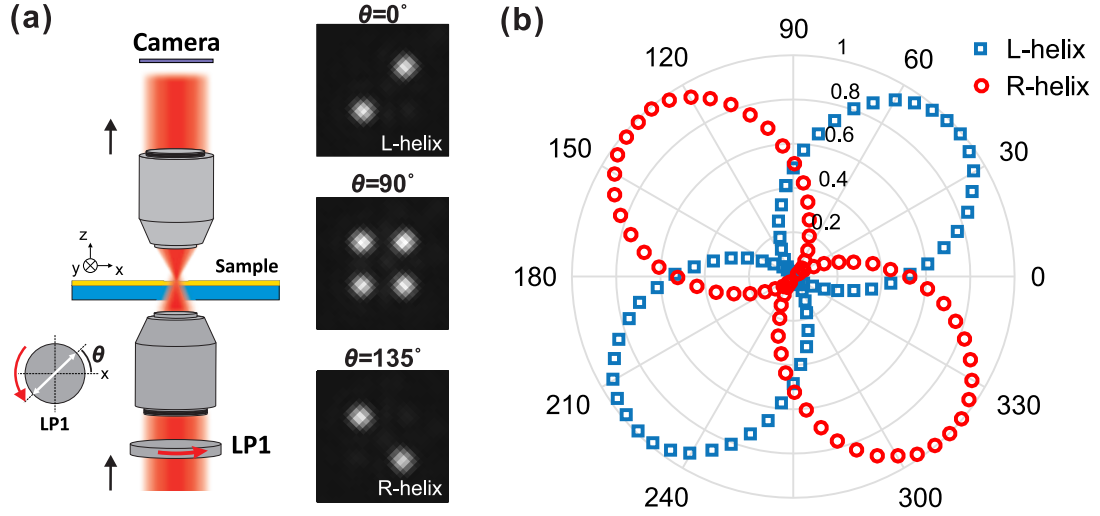 (a)
Camera
z
y
x
Sample
θ
x
LP1
LP1
θ=0°
L-helix
θ=90°
θ=135°
R-helix
(b)
L-helix
R-helix
90
60
30
0
330
300
240
210
180
150
120
1
0.8
0.6
0.4
0.2